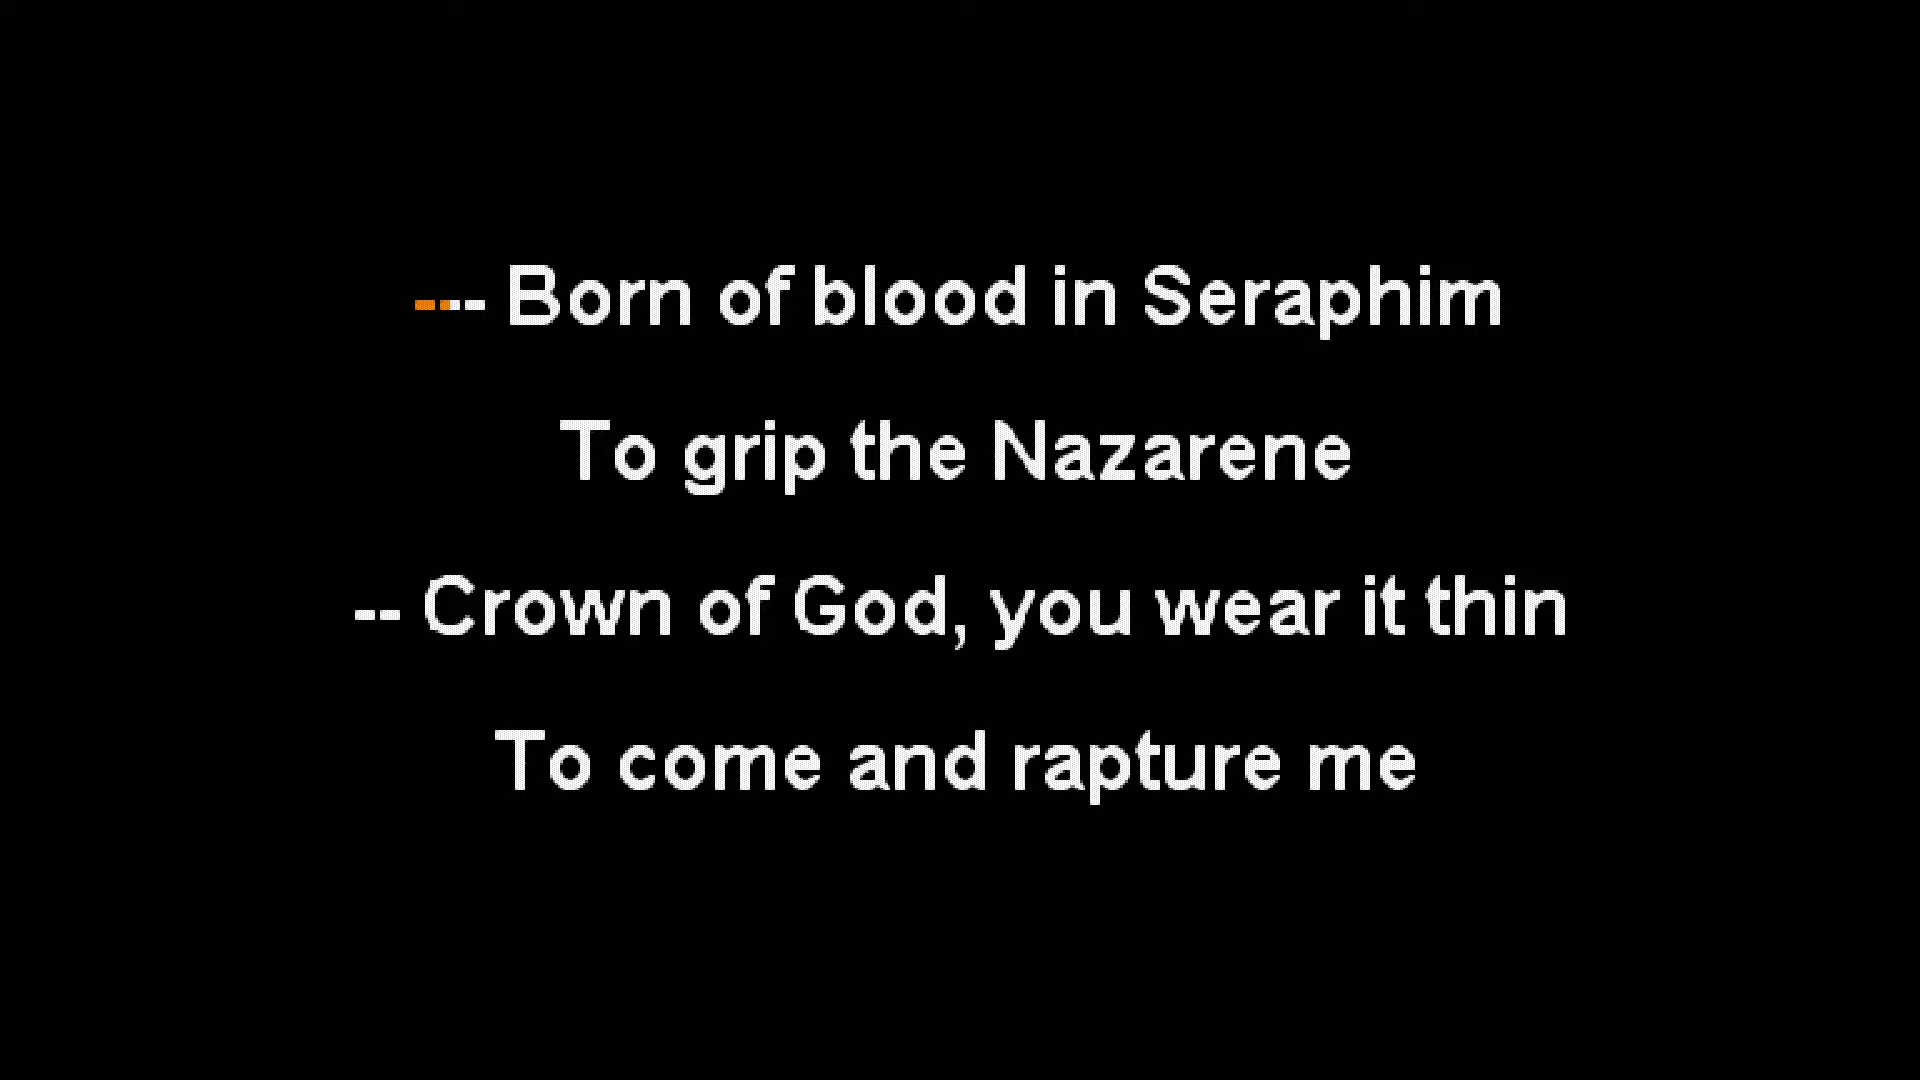 --- Born of blood in Seraphim
To grip the Nazarene
-- Crown of God, you wear it thin
To come and rapture me